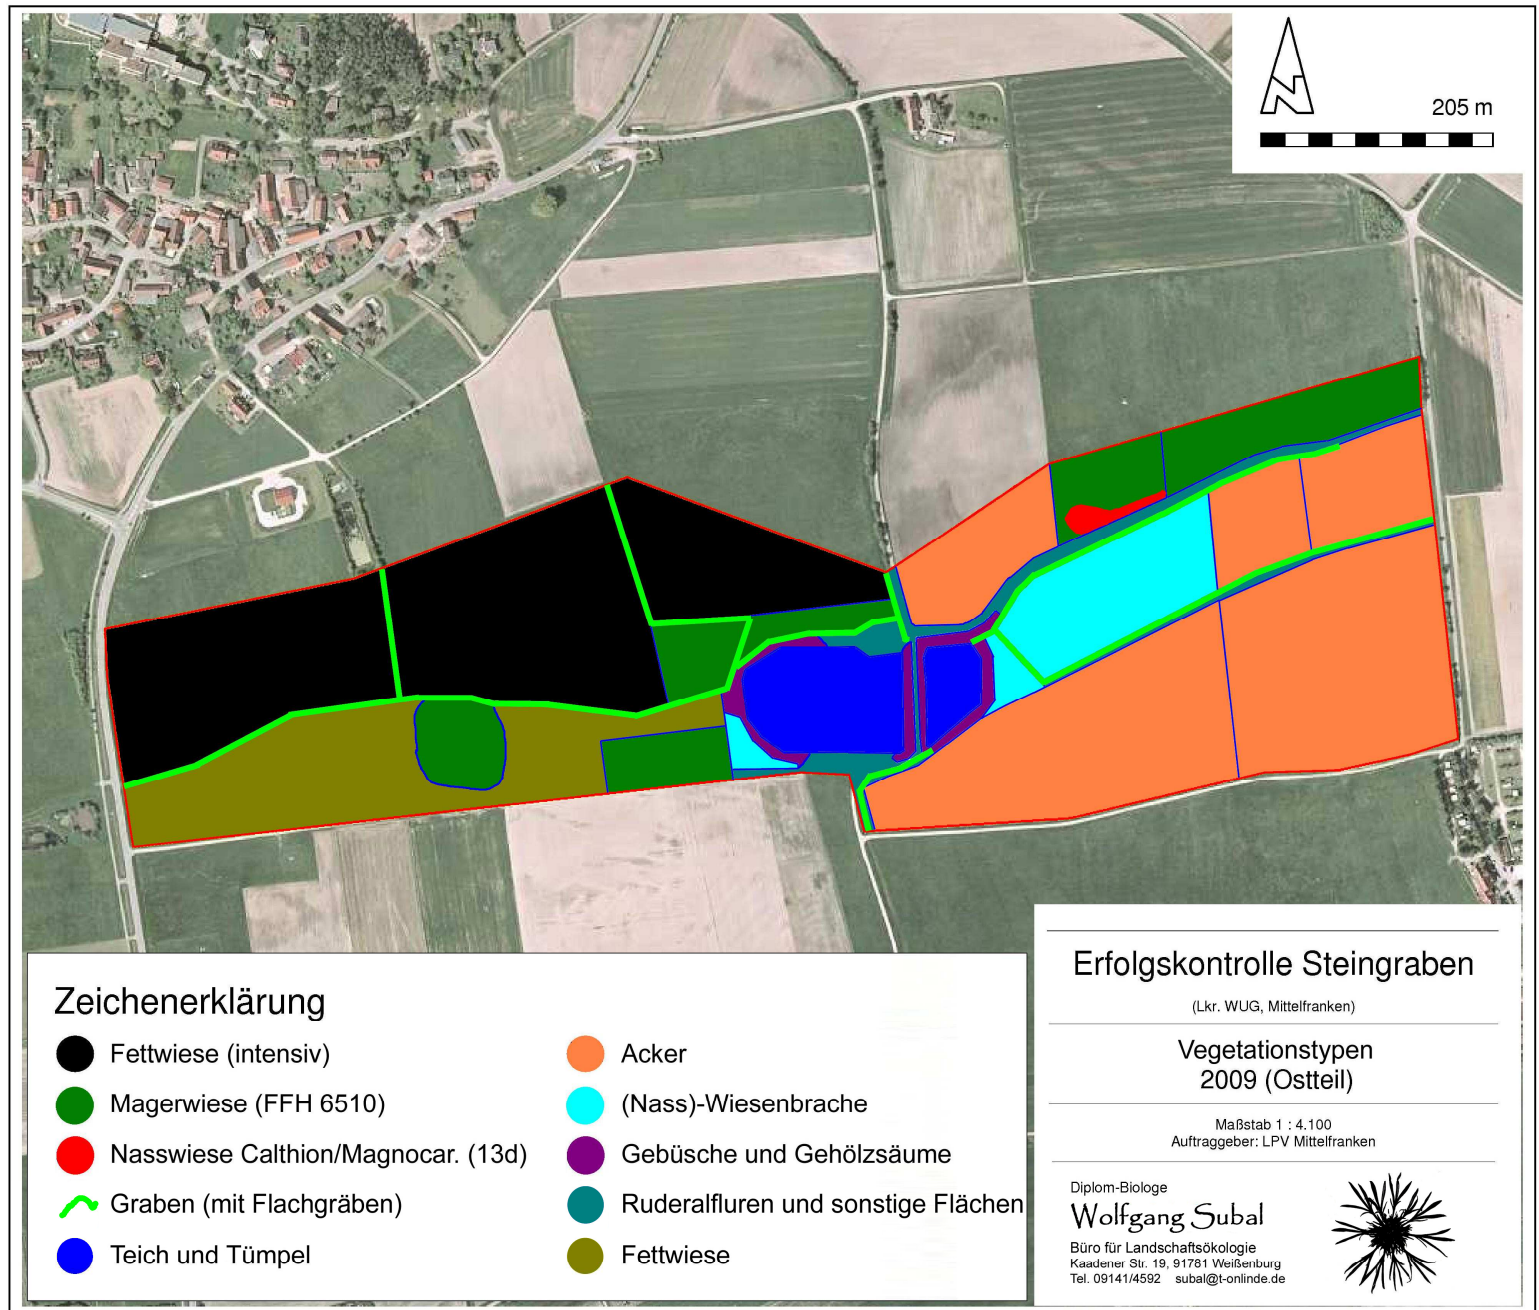 205 m
Zeichenerklärung
Fettwiese (intensiv)
Magerwiese (FFH 6510)
Nasswiese Calthion/Magnocar. (13d)
Graben (mit Flachgräben)
Teich und Tümpel
Acker
(Nass)-Wiesenbrache
Gebüsche und Gehölzsäume
Ruderalfluren und sonstige Flächen
Fettwiese
Erfolgskontrolle Steingraben
(Lkr. WUG, Mittelfranken)
Vegetationstypen
2009 (Ostteil)
Maßstab 1 : 4.100
Auftraggeber: LPV Mittelfranken
Diplom-Biologe
Wolfgang Subal
Büro für Landschaftsökologie
Kaadener Str. 19, 91781 Weißenburg
Tel. 09141/4592 subal@t-onlinde.de
N